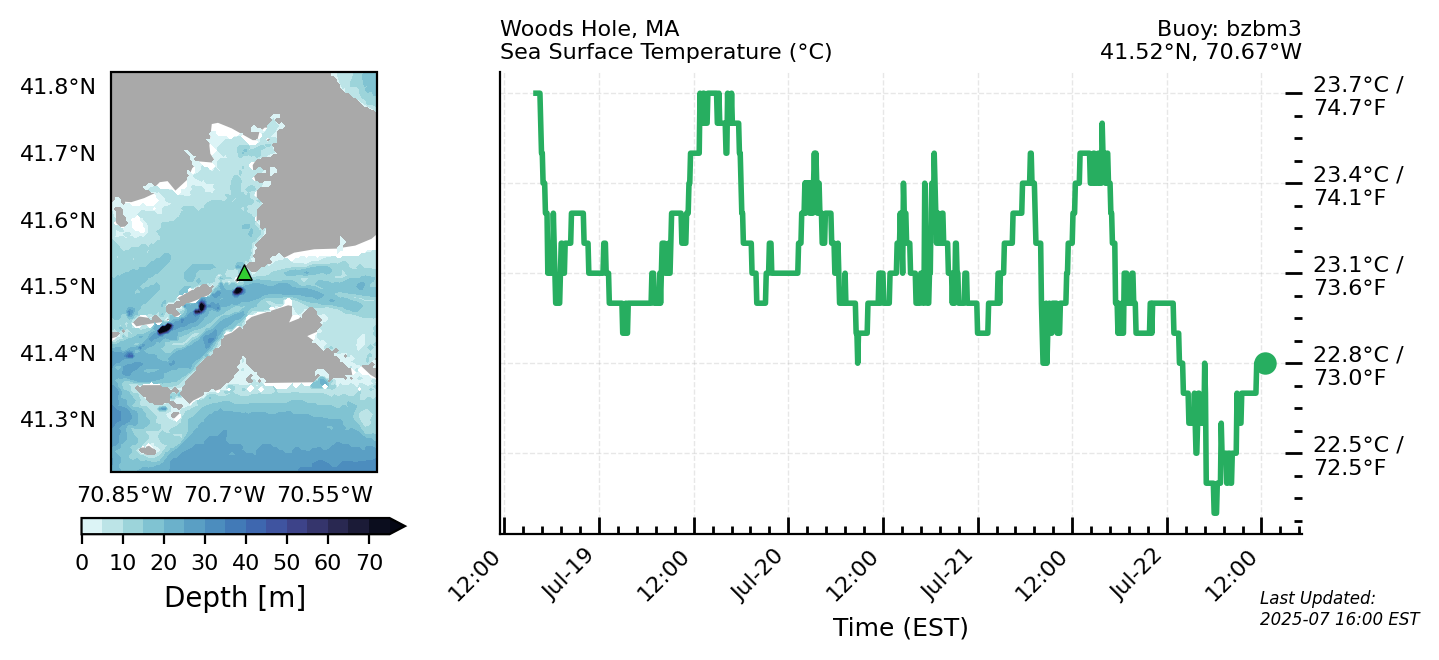 Woods Hole, MA
Sea Surface Temperature (°C)
Buoy: bzbm3
41.52°N, 70.67°W
41.8°N
41.7°N
41.6°N
41.5°N
41.4°N
41.3°N
70.85°W 70.7°W 70.55°W
0 10 20 30 40 50 60 70
Depth [m]
23.7°C /
74.7°F
23.4°C /
74.1°F
23.1°C /
73.6°F
22.8°C /
73.0°F
22.5°C /
72.5°F
12:00 Jul-19 12:00 Jul-20 12:00 Jul-21 12:00 Jul-22 12:00
Time (EST)
Last Updated:
2025-07 16:00 EST